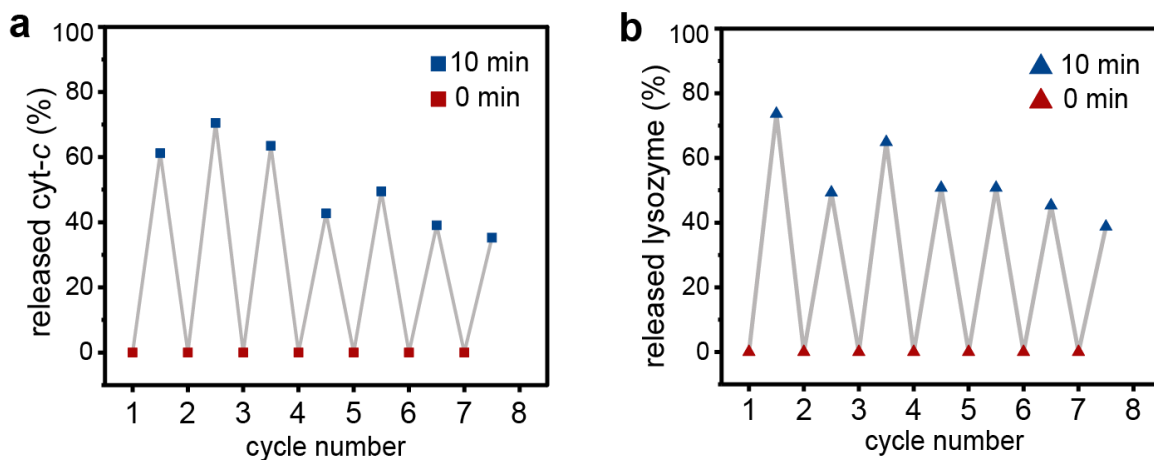 a
released cyt-c (%)
100
80
60
40
20
0
10 min
0 min
1 2 3 4 5 6 7 8
cycle number
b
released lysozyme (%)
100
80
60
40
20
0
10 min
0 min
1 2 3 4 5 6 7 8
cycle number